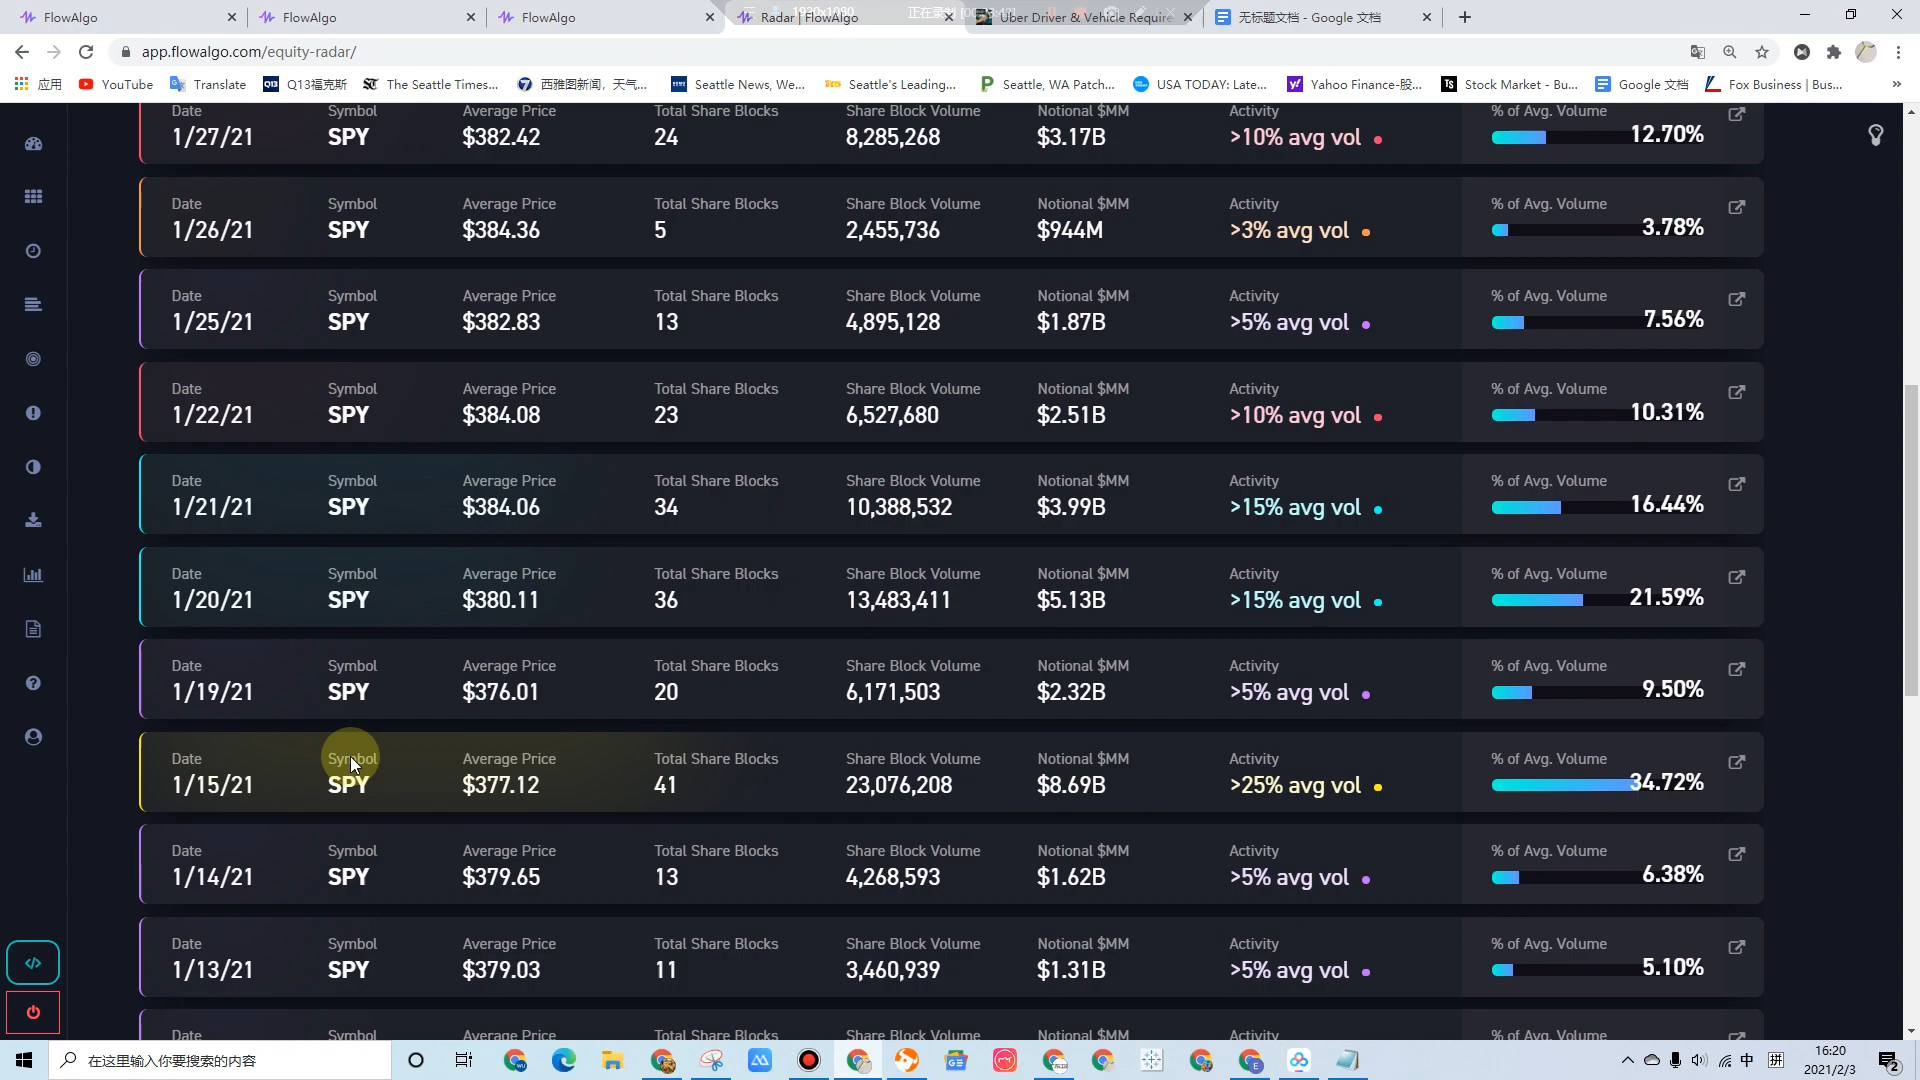 FlowAlgo
FlowAlgo
FlowAlgo
Radar | FlowAlgo
Uber Driver & Vehicle Require
无标题文档 - Google 文档
1920x1080
正在录制
app.flowalgo.com/equity-radar/
应用
YouTube
Translate
Q13福克斯
The Seattle Times...
西雅图新闻,天气...
Seattle News, We...
Seattle's Leading...
Seattle, WA Patch...
USA TODAY: Late...
Yahoo Finance-股...
Stock Market - Bu...
Google 文档
Fox Business | Bus...
Date Symbol Average Price Total Share Blocks Share Block Volume Notional $MM Activity % of Avg. Volume
1/27/21 SPY $382.42 24 8,285,268 $3.17B >10% avg vol 12.70%
Date Symbol Average Price Total Share Blocks Share Block Volume Notional $MM Activity % of Avg. Volume
1/26/21 SPY $384.36 5 2,455,736 $944M >3% avg vol 3.78%
Date Symbol Average Price Total Share Blocks Share Block Volume Notional $MM Activity % of Avg. Volume
1/25/21 SPY $382.83 13 4,895,128 $1.87B >5% avg vol 7.56%
Date Symbol Average Price Total Share Blocks Share Block Volume Notional $MM Activity % of Avg. Volume
1/22/21 SPY $384.08 23 6,527,680 $2.51B >10% avg vol 10.31%
Date Symbol Average Price Total Share Blocks Share Block Volume Notional $MM Activity % of Avg. Volume
1/21/21 SPY $384.06 34 10,388,532 $3.99B >15% avg vol 16.44%
Date Symbol Average Price Total Share Blocks Share Block Volume Notional $MM Activity % of Avg. Volume
1/20/21 SPY $380.11 36 13,483,411 $5.13B >15% avg vol 21.59%
Date Symbol Average Price Total Share Blocks Share Block Volume Notional $MM Activity % of Avg. Volume
1/19/21 SPY $376.01 20 6,171,503 $2.32B >5% avg vol 9.50%
Date Symbol Average Price Total Share Blocks Share Block Volume Notional $MM Activity % of Avg. Volume
1/15/21 SPY $377.12 41 23,076,208 $8.69B >25% avg vol 34.72%
Date Symbol Average Price Total Share Blocks Share Block Volume Notional $MM Activity % of Avg. Volume
1/14/21 SPY $379.65 13 4,268,593 $1.62B >5% avg vol 6.38%
Date Symbol Average Price Total Share Blocks Share Block Volume Notional $MM Activity % of Avg. Volume
1/13/21 SPY $379.03 11 3,460,939 $1.31B >5% avg vol 5.10%
Date Symbol Average Price Total Share Blocks Share Block Volume Notional $MM Activity % of Avg. Volume
在这里输入你要搜索的内容
中
拼
16:20
2021/2/3
2